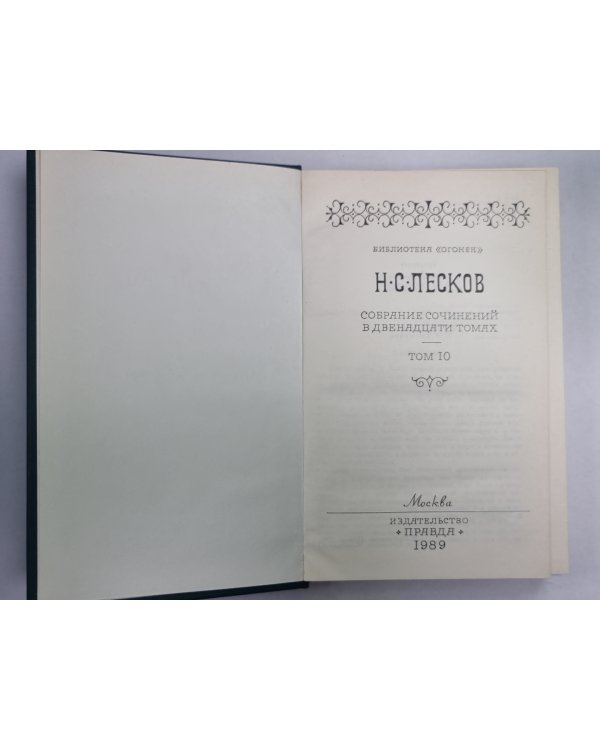 БИБЛИОТЕКА «ОГОНЕК»
Н·С·ЛЕСКОВ
СОБРАНИЕ СОЧИНЕНИЙ
В ДВЕНАДЦАТИ ТОМАХ
ТОМ 10
Москва
ИЗДАТЕЛЬСТВО
ПРАВДА
1989